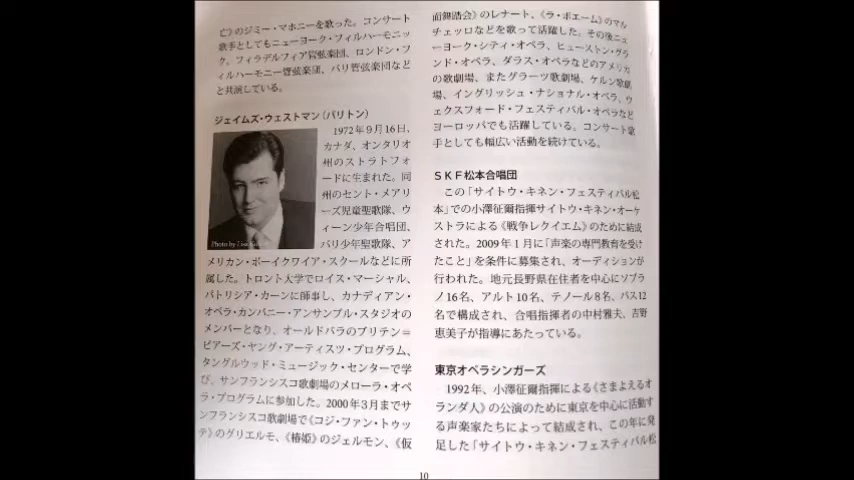 亡》のジミー・マホニーを歌った。コンサート
歌手としてもニューヨーク・フィルハーモニッ
ク、フィラデルフィア管弦楽団、ロンドン・フ
ィルハーモニー管弦楽団、パリ管弦楽団など
と共演している。
ジェイムズ・ウェストマン（バリトン）
1972年9月16日、
カナダ、オンタリオ
州のストラトフォ
ードに生まれた。同
州のセント・メアリ
ーズ児童聖歌隊、ウ
ィーン少年合唱団、
パリ少年聖歌隊、ア
Photo by Lisa
メリカン・ボーイクワイア・スクールなどに所
属した。トロント大学でロイス・マーシャル、
パトリシア・カーンに師事し、カナディアン・
オペラ・カンパニー・アンサンブル・スタジオの
メンバーとなり、オールドバラのブリテン＝
ピアーズ・ヤング・アーティスツ・プログラム、
タングルウッド・ミュージック・センターで学
び、サンフランシスコ歌劇場のメローラ・オペ
ラ・プログラムに参加した。2000年3月までサ
ンフランシスコ歌劇場で《コジ・ファン・トゥッ
テ》のグリエルモ、《椿姫》のジェルモン、《仮
面舞踏会》のレナート、《ラ・ボエーム》のマル
チェッロなどを歌って活躍した。その後ニュ
ーヨーク・シティ・オペラ、ヒューストン・グラ
ンド・オペラ、ダラス・オペラなどのアメリカ
の歌劇場、またグラーツ歌劇場、ケルン歌劇
場、イングリッシュ・ナショナル・オペラ、ウ
ェクスフォード・フェスティバル・オペラなど
ヨーロッパでも活躍している。コンサート歌
手としても幅広い活動を続けている。
SKF松本合唱団
この「サイトウ・キネン・フェスティバル松
本」での小澤征爾指揮サイトウ・キネン・オーケ
ストラによる《戦争レクイエム》のために結成
された。2009年1月に「声楽の専門教育を受け
たこと」を条件に募集され、オーディションが
行われた。地元長野県在住者を中心にソプラ
ノ16名、アルト10名、テノール8名、バス12
名で構成され、合唱指揮者の中村雅夫、吉野
恵美子が指導にあたっている。
東京オペラシンガーズ
1992年、小澤征爾指揮による《さまよえるオ
ランダ人》の公演のために東京を中心に活動す
る声楽家たちによって結成され、この年に発
足した「サイトウ・キネン・フェスティバル松
10